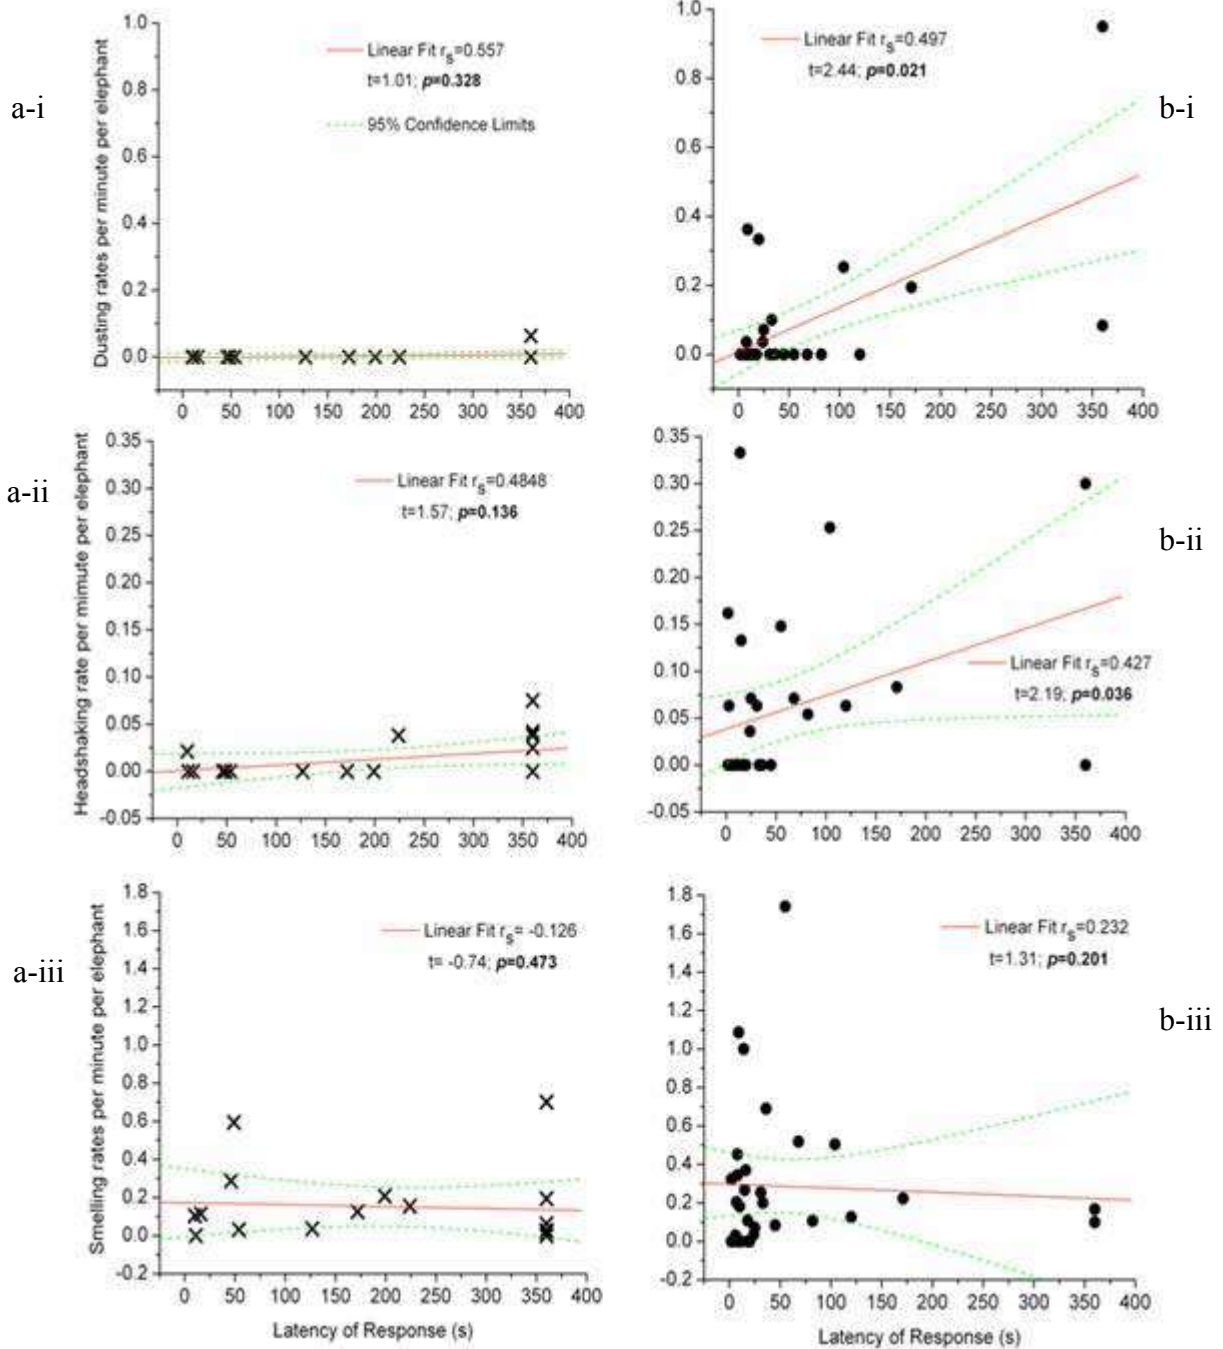 a-i
Dusting rates per minute per elephant
1.0
0.8
0.6
0.4
0.2
0.0
Linear Fit rs=0.557
t=1.01; p=0.328
95% Confidence Limits
0 50 100 150 200 250 300 350 400
b-i
1.0
0.8
0.6
0.4
0.2
0.0
Linear Fit rs=0.497
t=2.44; p=0.021
0 50 100 150 200 250 300 350 400
a-ii
Headshaking rate per mimute per elephant
0.35
0.30
0.25
0.20
0.15
0.10
0.05
0.00
-0.05
Linear Fit rs=0.4848
t=1.57; p=0.136
0 50 100 150 200 250 300 350 400
b-ii
0.35
0.30
0.25
0.20
0.15
0.10
0.05
0.00
-0.05
Linear Fit rs=0.427
t=2.19; p=0.036
0 50 100 150 200 250 300 350 400
a-iii
Smelling rates per minute per elephant
1.8
1.6
1.4
1.2
1.0
0.8
0.6
0.4
0.2
0.0
-0.2
Linear Fit rs= -0.126
t= -0.74; p=0.473
0 50 100 150 200 250 300 350 400
Latency of Response (s)
b-iii
1.8
1.6
1.4
1.2
1.0
0.8
0.6
0.4
0.2
0.0
-0.2
Linear Fit rs=0.232
t=1.31; p=0.201
0 50 100 150 200 250 300 350 400
Latency of Response (s)